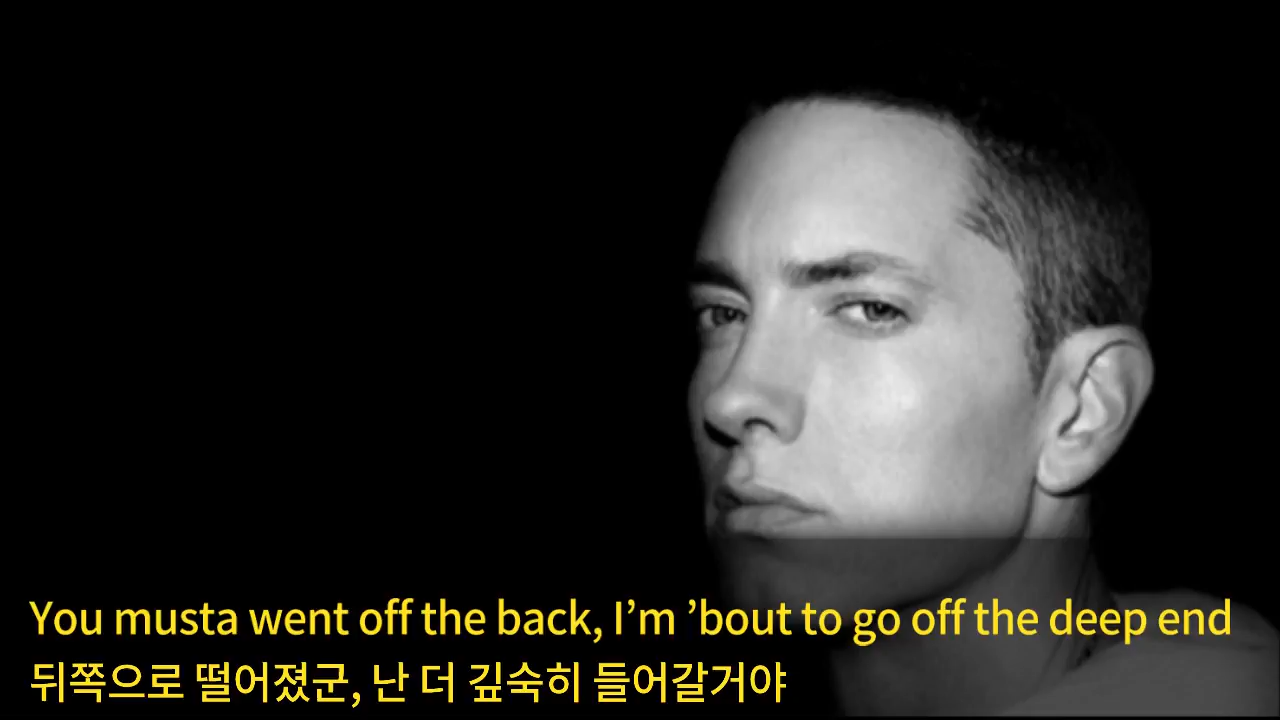 You musta went off the back, I’m ’bout to go off the deep end
뒤쪽으로 떨어졌군, 난 더 깊숙히 들어갈거야